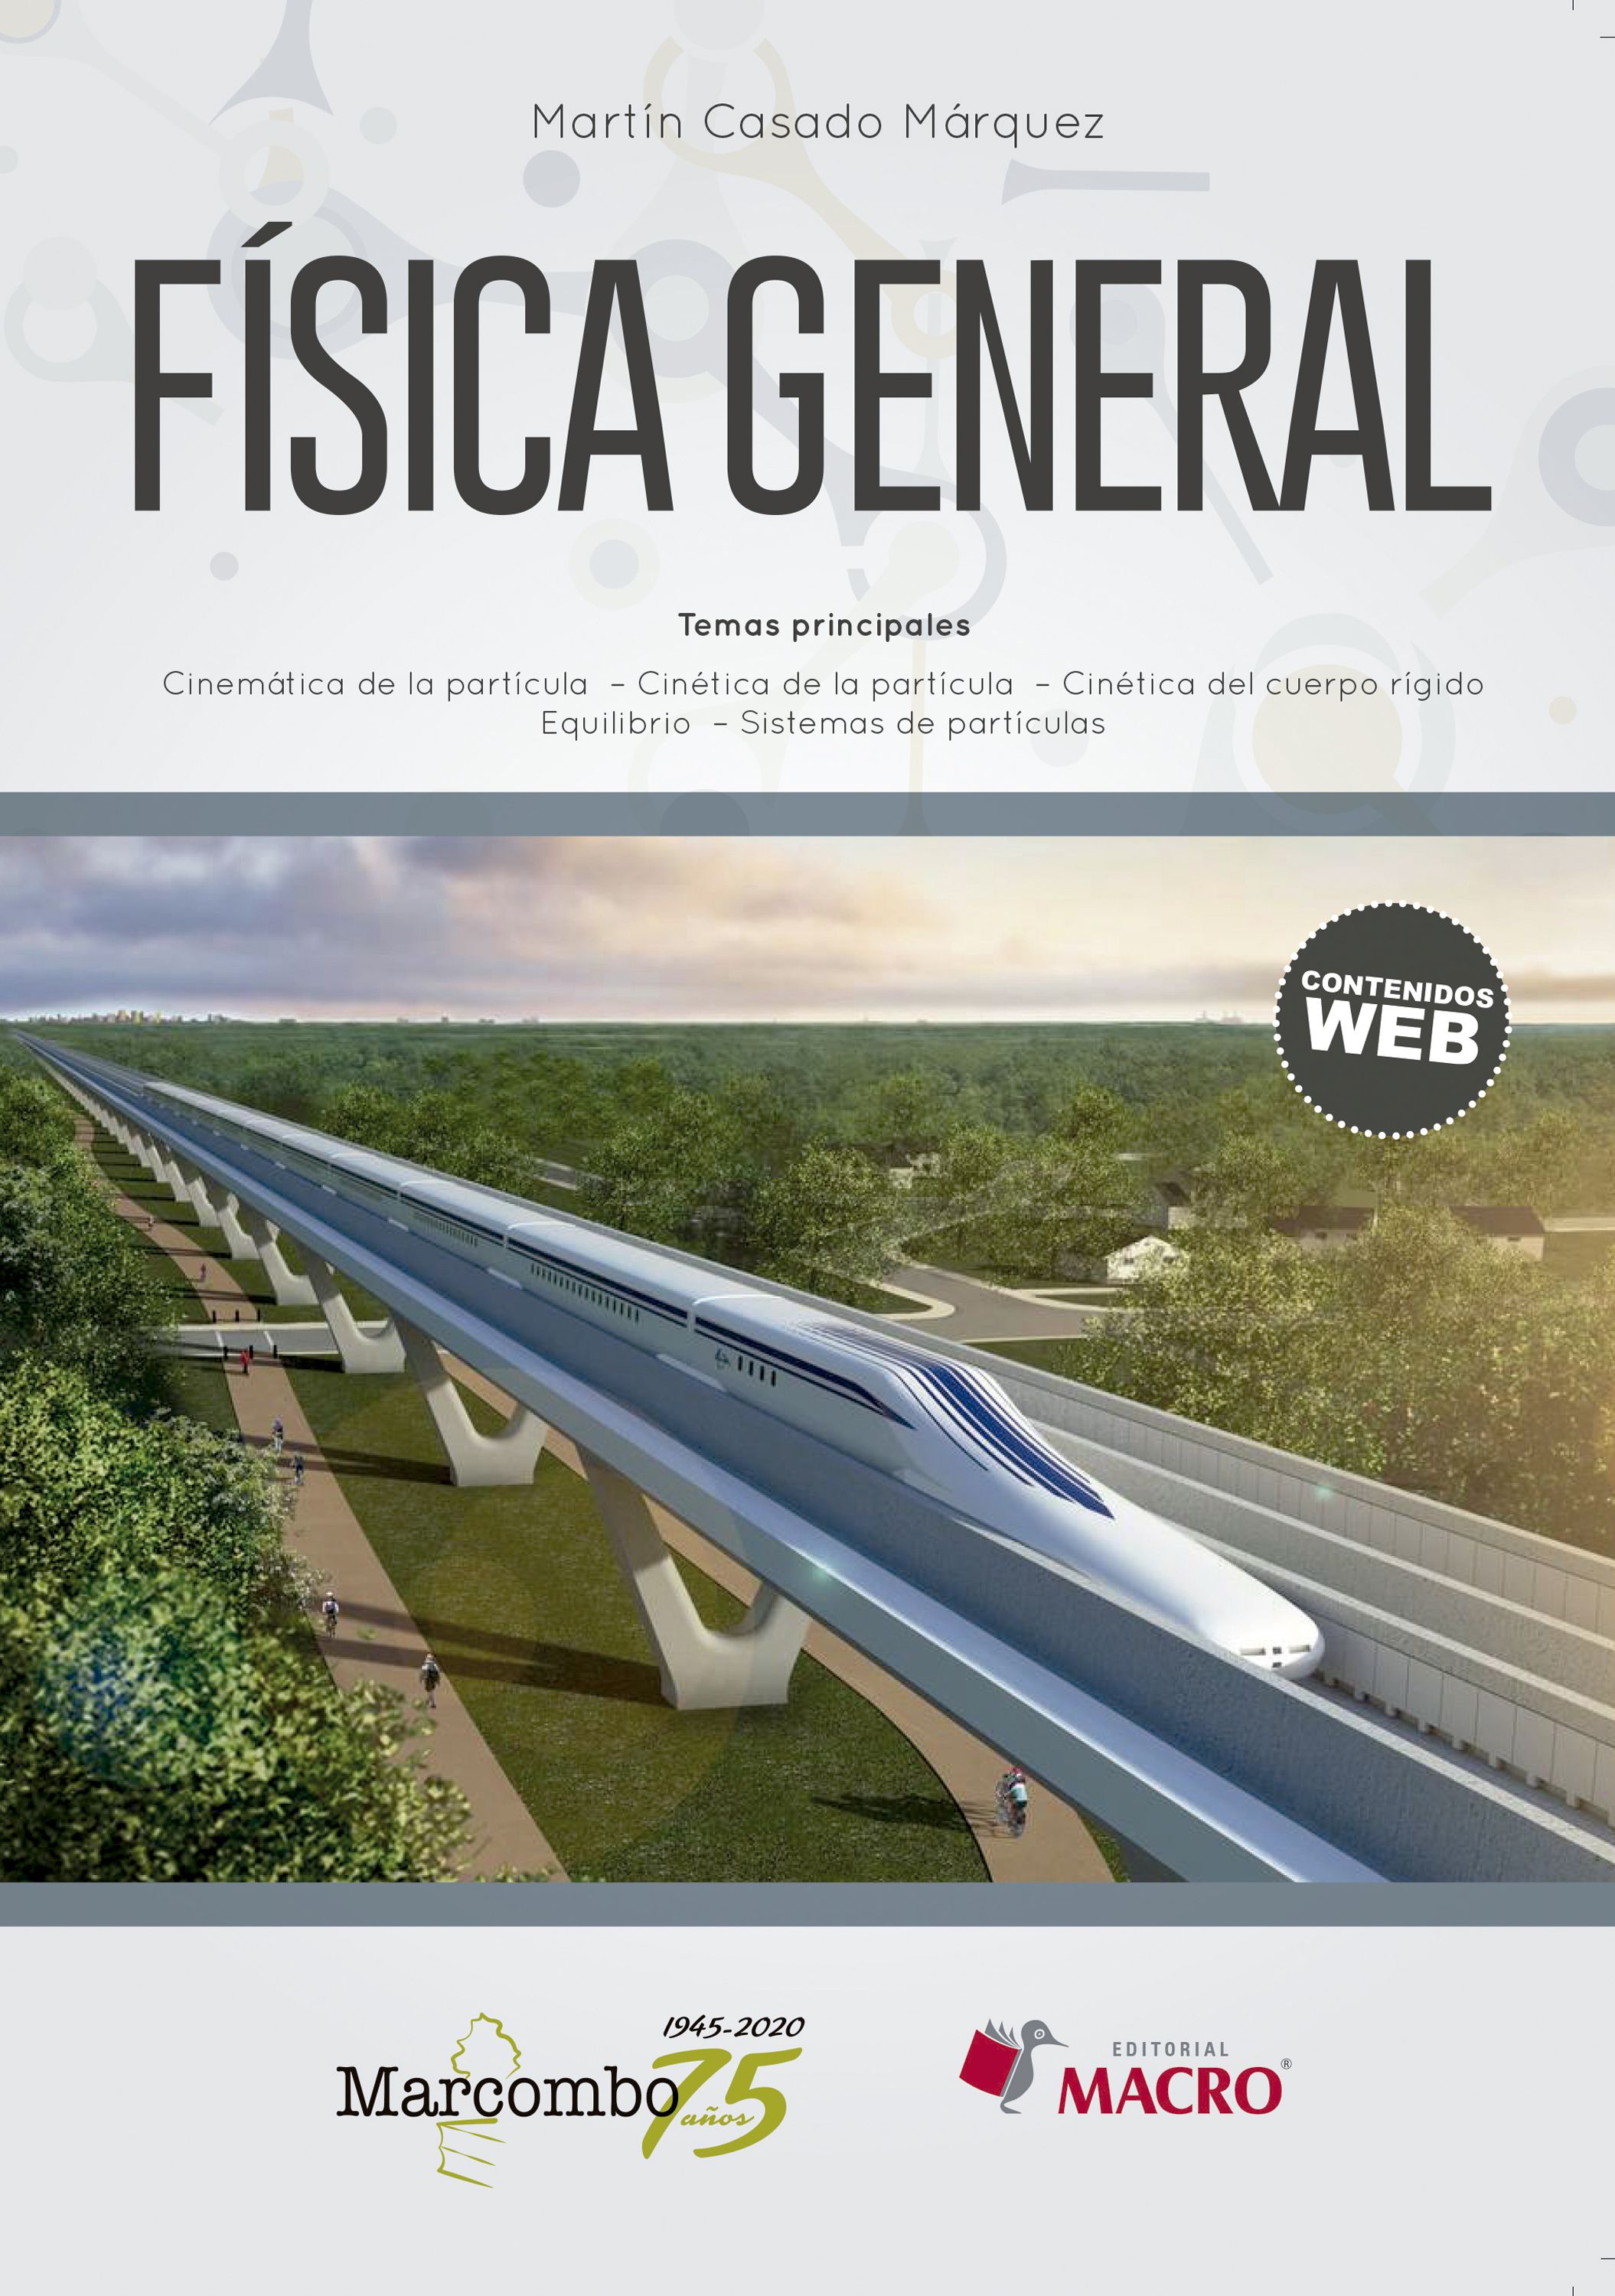 Martín Casado Márquez
FÍSICA GENERAL
Temas principales
Cinemática de la partícula – Cinética de la partícula – Cinética del cuerpo rígido
Equilibrio – Sistemas de partículas
CONTENIDOS
WEB
1945-2020
Marcombo
75
años
EDITORIAL
MACRO®